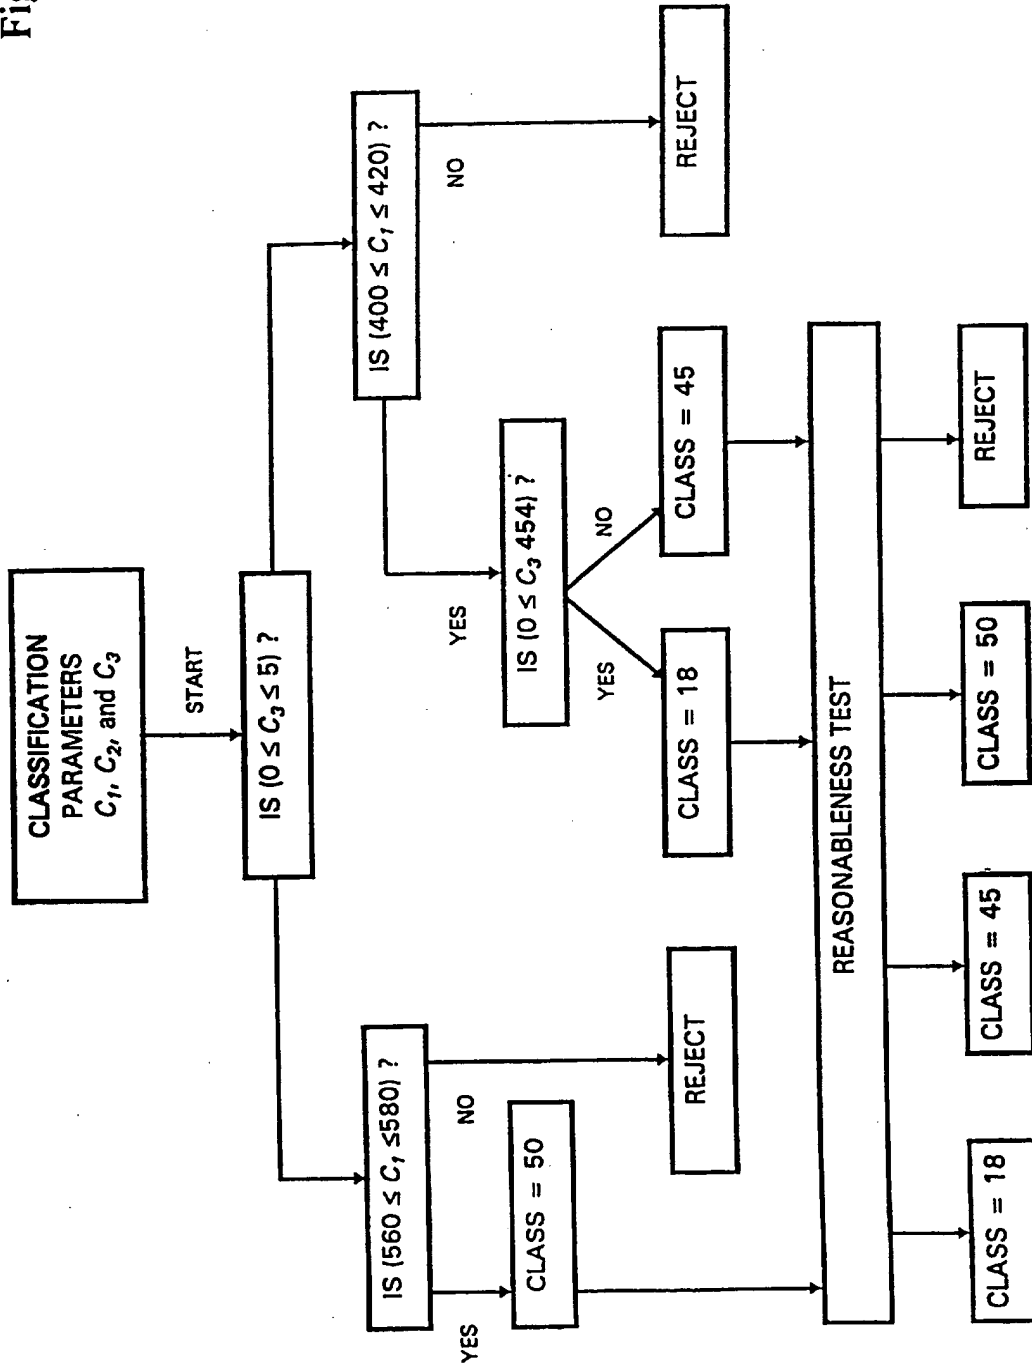 Fig
CLASSIFICATION
PARAMETERS
C₁, C₂, and C₃
START
IS (0 ≤ C₃ ≤ 5) ?
IS (560 ≤ C₁ ≤580) ?
IS (400 ≤ C₁ ≤ 420) ?
YES
NO
YES
NO
CLASS = 50
IS (0 ≤ C₃ 454) ?
YES
NO
REJECT
CLASS = 18
CLASS = 45
REJECT
REASONABLENESS TEST
CLASS = 18
CLASS = 45
CLASS = 50
REJECT